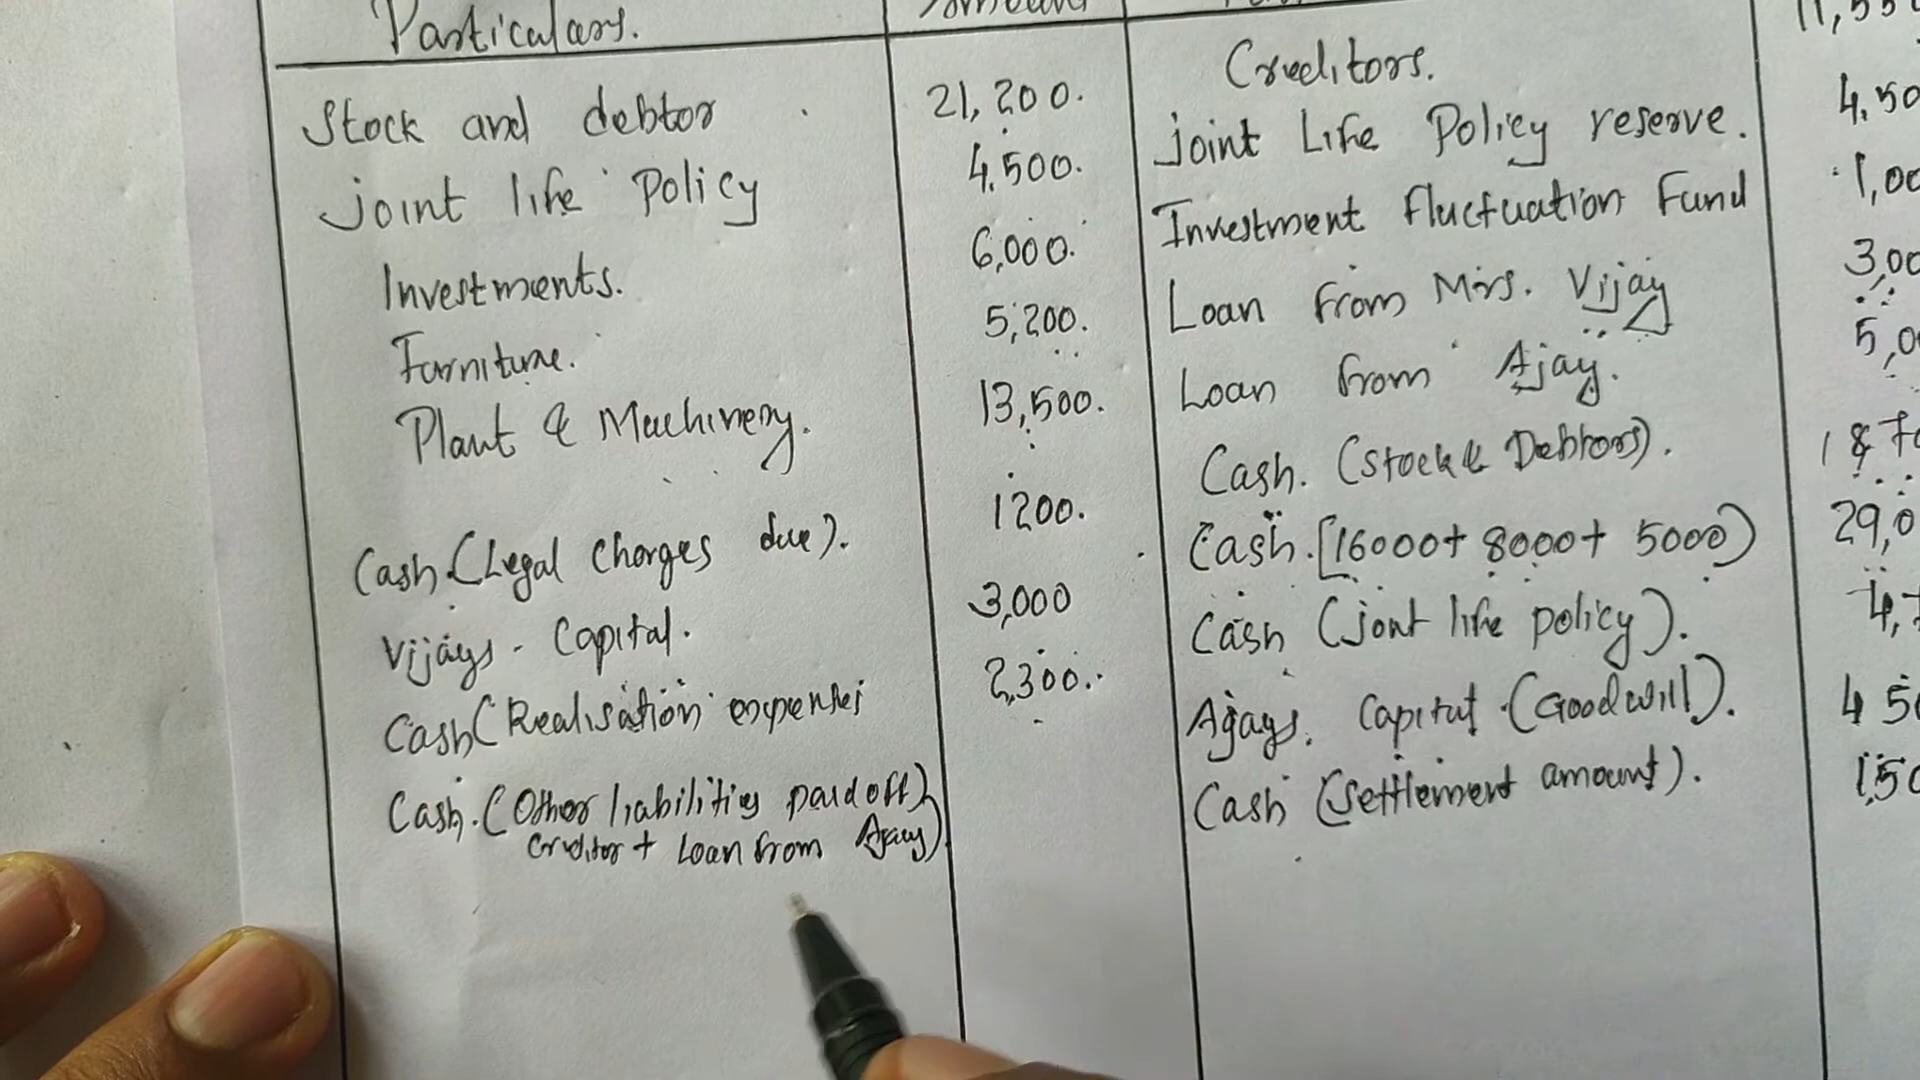 Particulars.
Stock and debtor 21,200.
joint life Policy 4,500.
Investments. 6,000.
Furniture. 5,200.
Plant & Machinery. 13,500.
Cash.(Legal Charges due). 1200.
Vijays - Capital. 3,000
Cash(Realisation expenses 2,300.
Cash.(Other liabilities paid off)
Creditor + Loan from Ajay)
Creditors.
joint Life Policy reserve.
Investment Fluctuation Fund
Loan from Mrs. Vijay
Loan from Ajay.
Cash. (Stock & Debtors).
Cash.[16000+ 8000+ 5000)
Cash (jont life policy).
Ajays. Capital.(Goodwill).
Cash (Settlement amount).